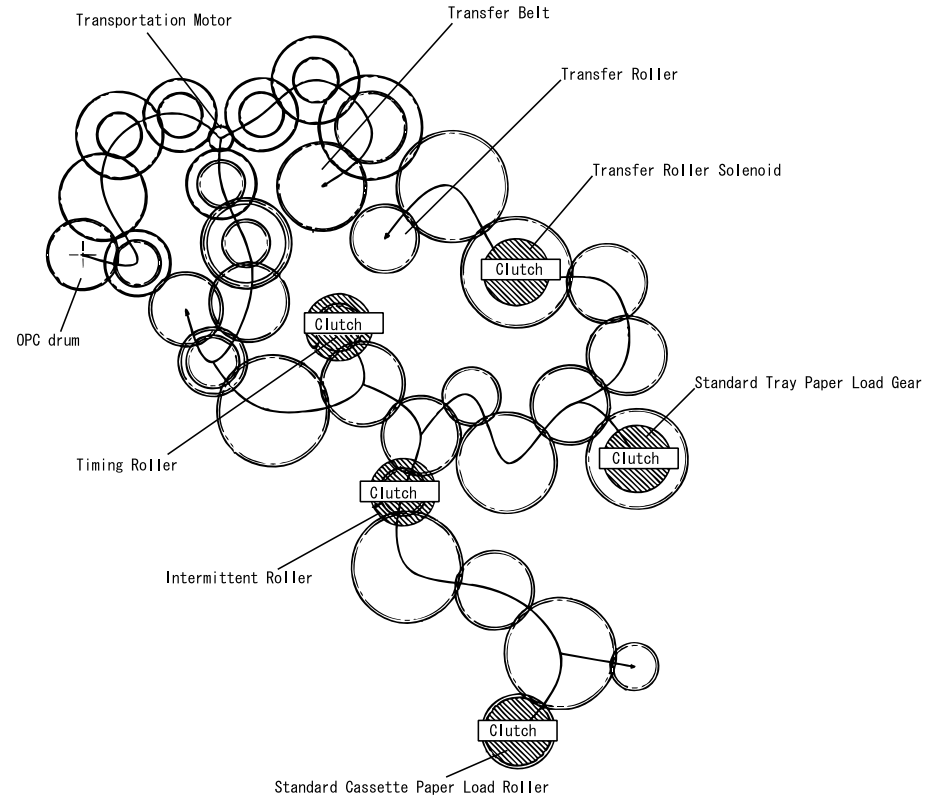 Transfer Belt
Transportation Motor
Transfer Roller
Transfer Roller Solenoid
Clutch
Clutch
OPC drum
Standard Tray Paper Load Gear
Clutch
Timing Roller
Clutch
Intermittent Roller
Clutch
Standard Cassette Paper Load Roller